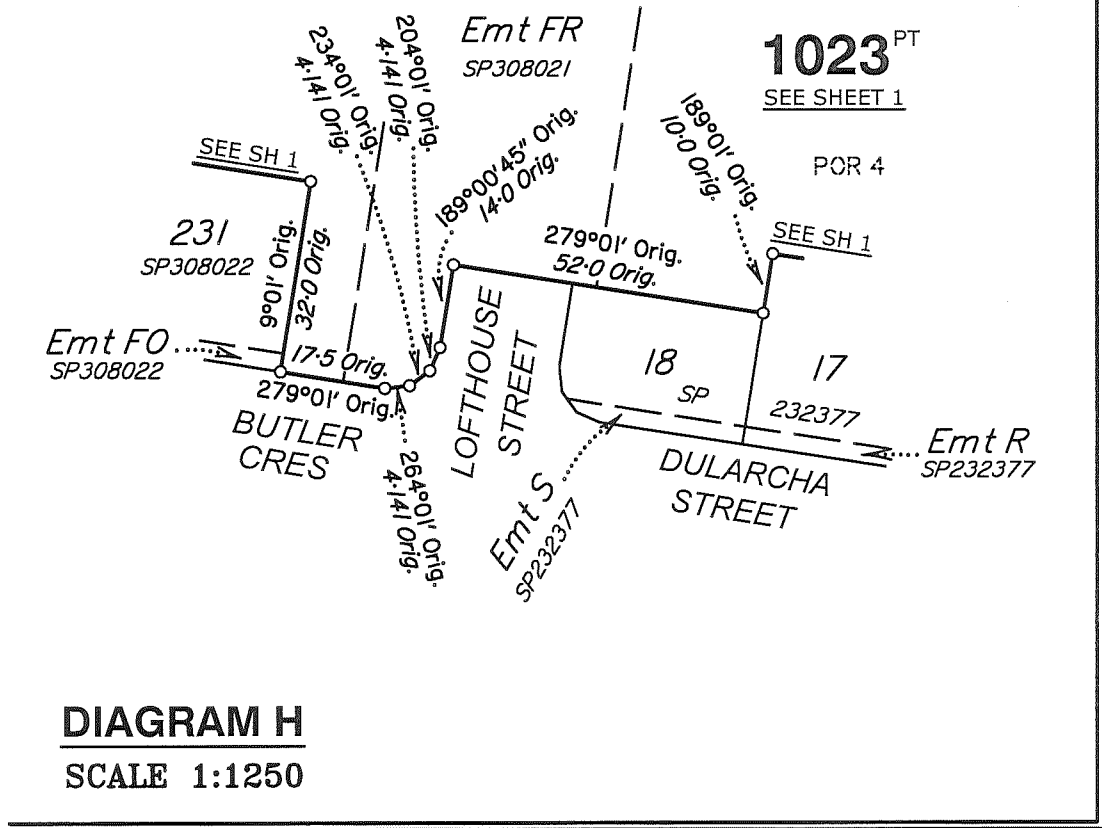 Emt FR
SP308021
1023 PT
SEE SHEET 1
POR 4
234°01' Orig.
4·141 Orig.
204°01' Orig.
4·141 Orig.
189°00'45" Orig.
14·0 Orig.
189°01' Orig.
10·0 Orig.
SEE SH 1
SEE SH 1
231
SP308022
9°01' Orig.
32·0 Orig.
279°01' Orig.
52·0 Orig.
Emt FO
SP308022
17·5 Orig.
279°01' Orig.
BUTLER
CRES
264°01' Orig.
4·141 Orig.
LOFTHOUSE
STREET
18
SP
17
232377
Emt S
SP232377
DULARCHA
STREET
Emt R
SP232377
DIAGRAM H
SCALE 1:1250